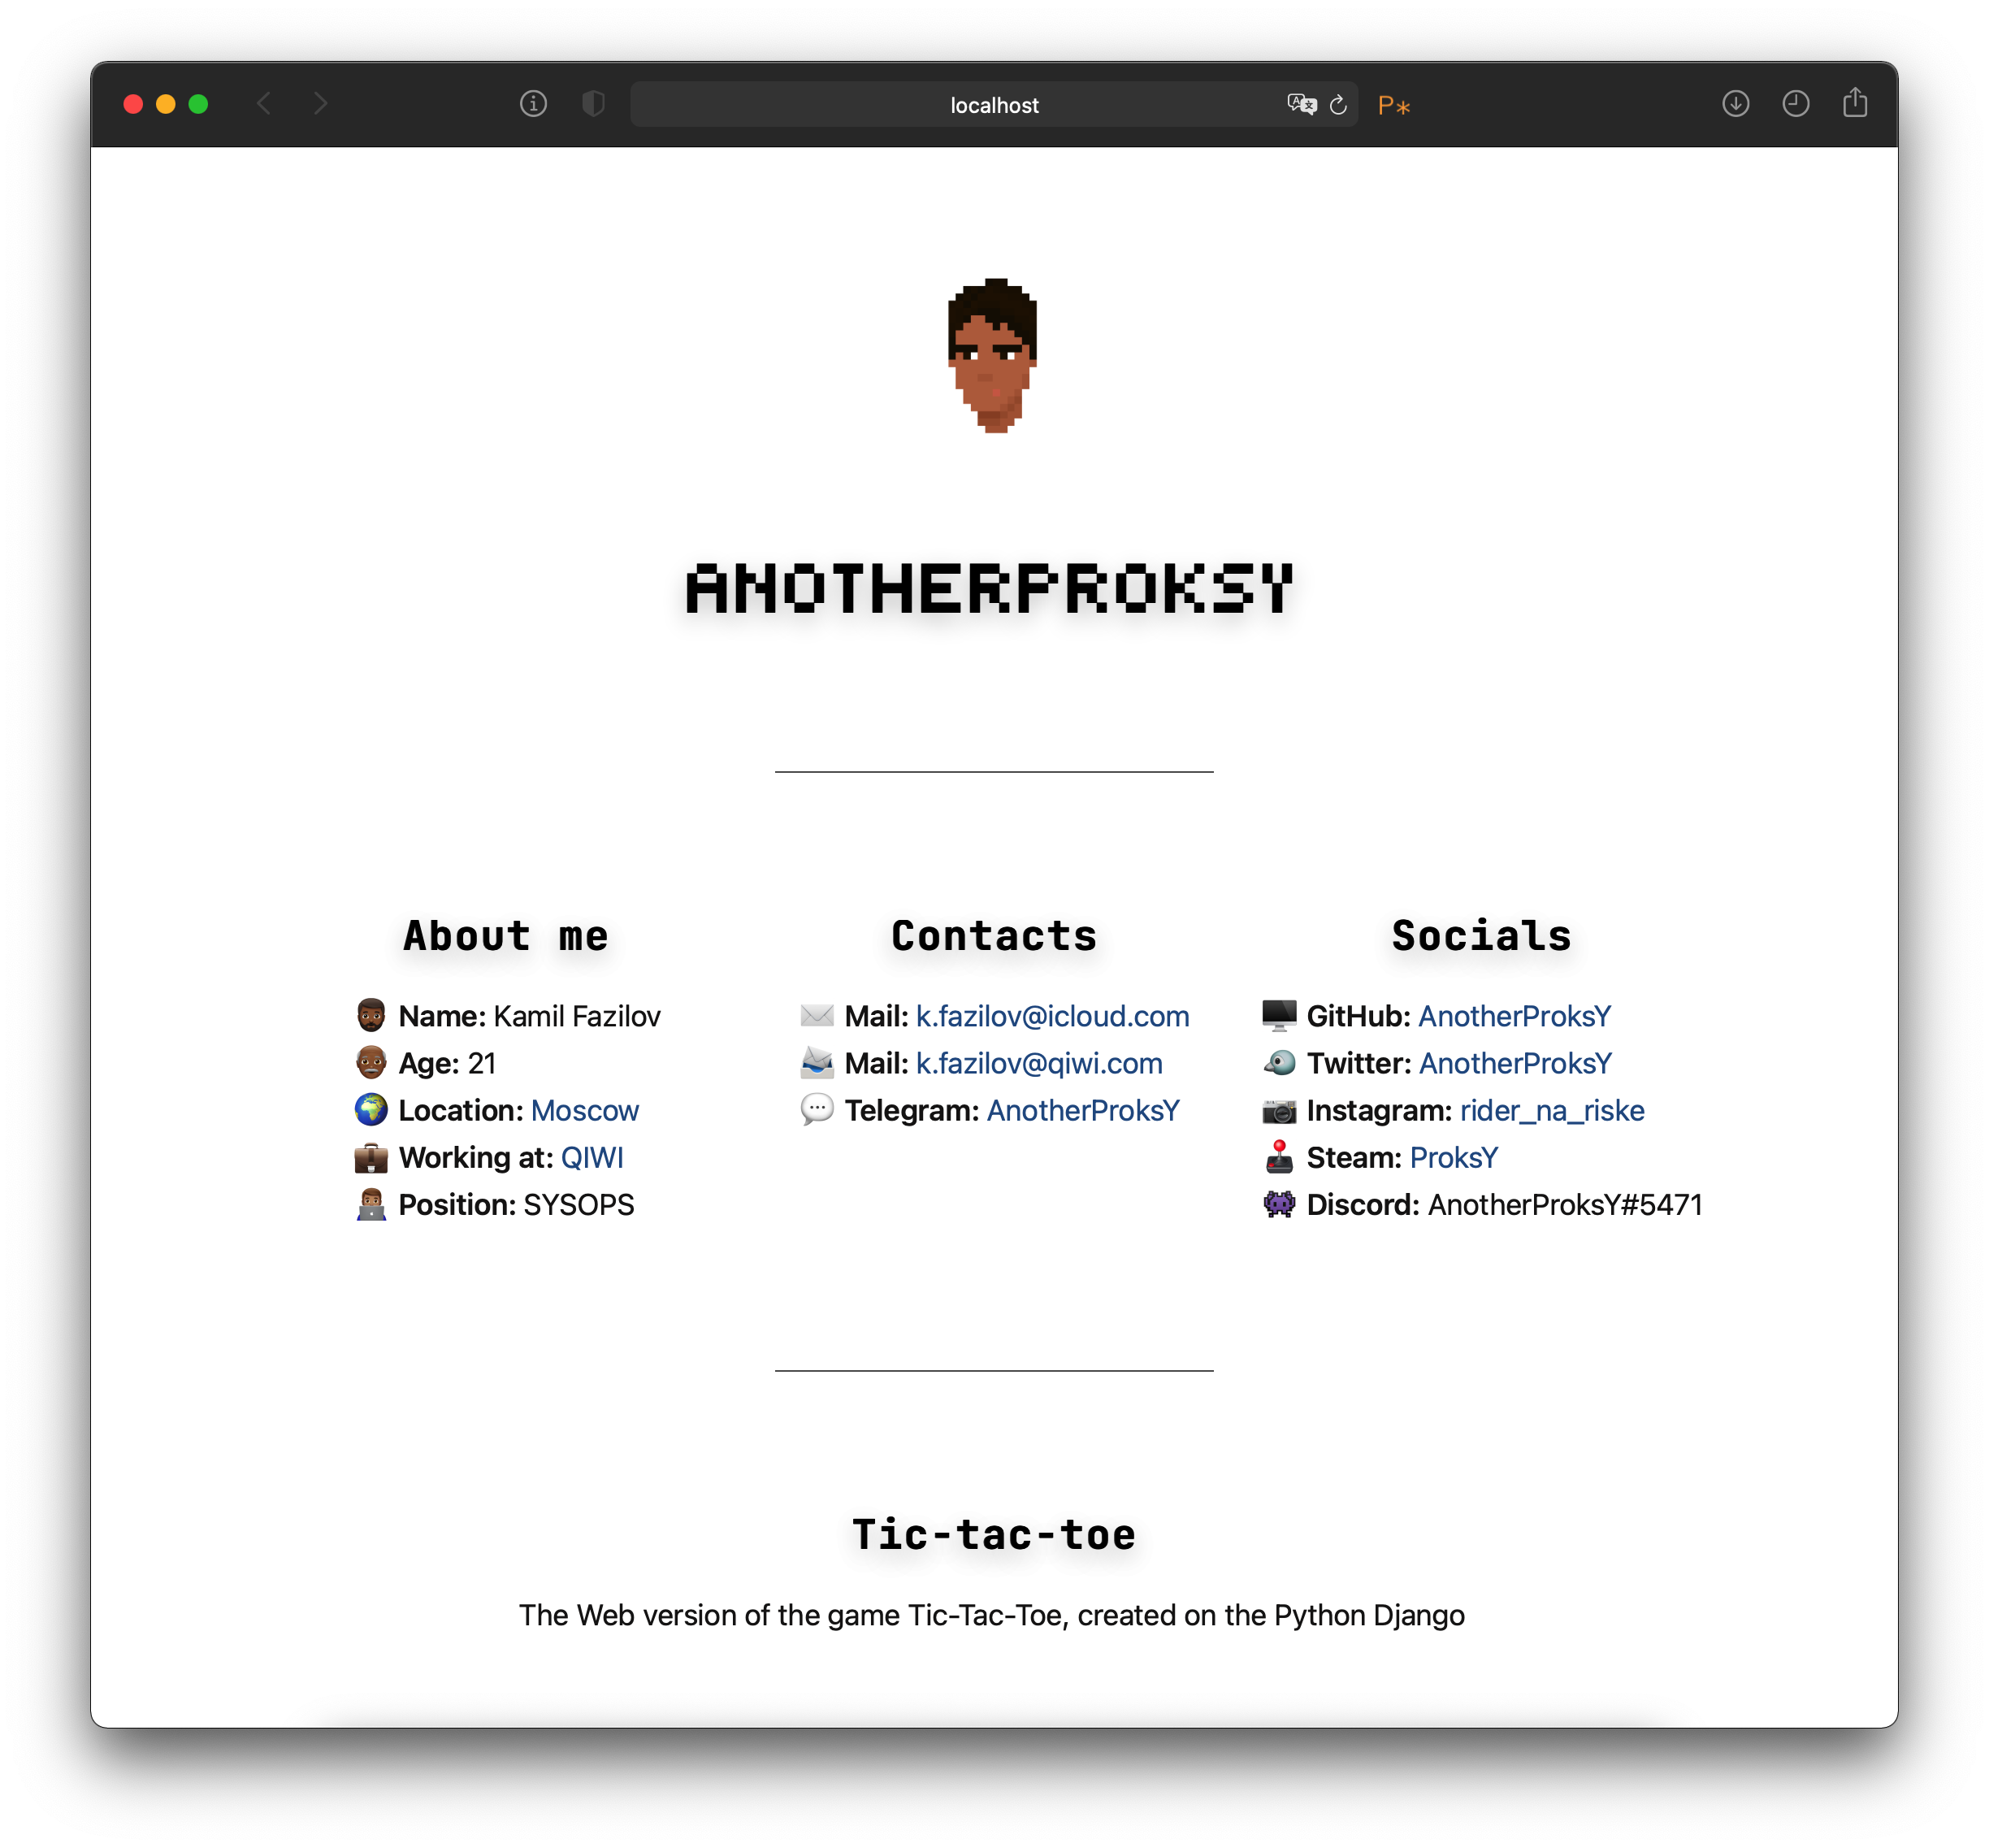 localhost
P*
ANOTHERPROKSY
About me
Name: Kamil Fazilov
Age: 21
Location: Moscow
Working at: QIWI
Position: SYSOPS
Contacts
Mail: k.fazilov@icloud.com
Mail: k.fazilov@qiwi.com
Telegram: AnotherProksY
Socials
GitHub: AnotherProksY
Twitter: AnotherProksY
Instagram: rider_na_riske
Steam: ProksY
Discord: AnotherProksY#5471
Tic-tac-toe
The Web version of the game Tic-Tac-Toe, created on the Python Django